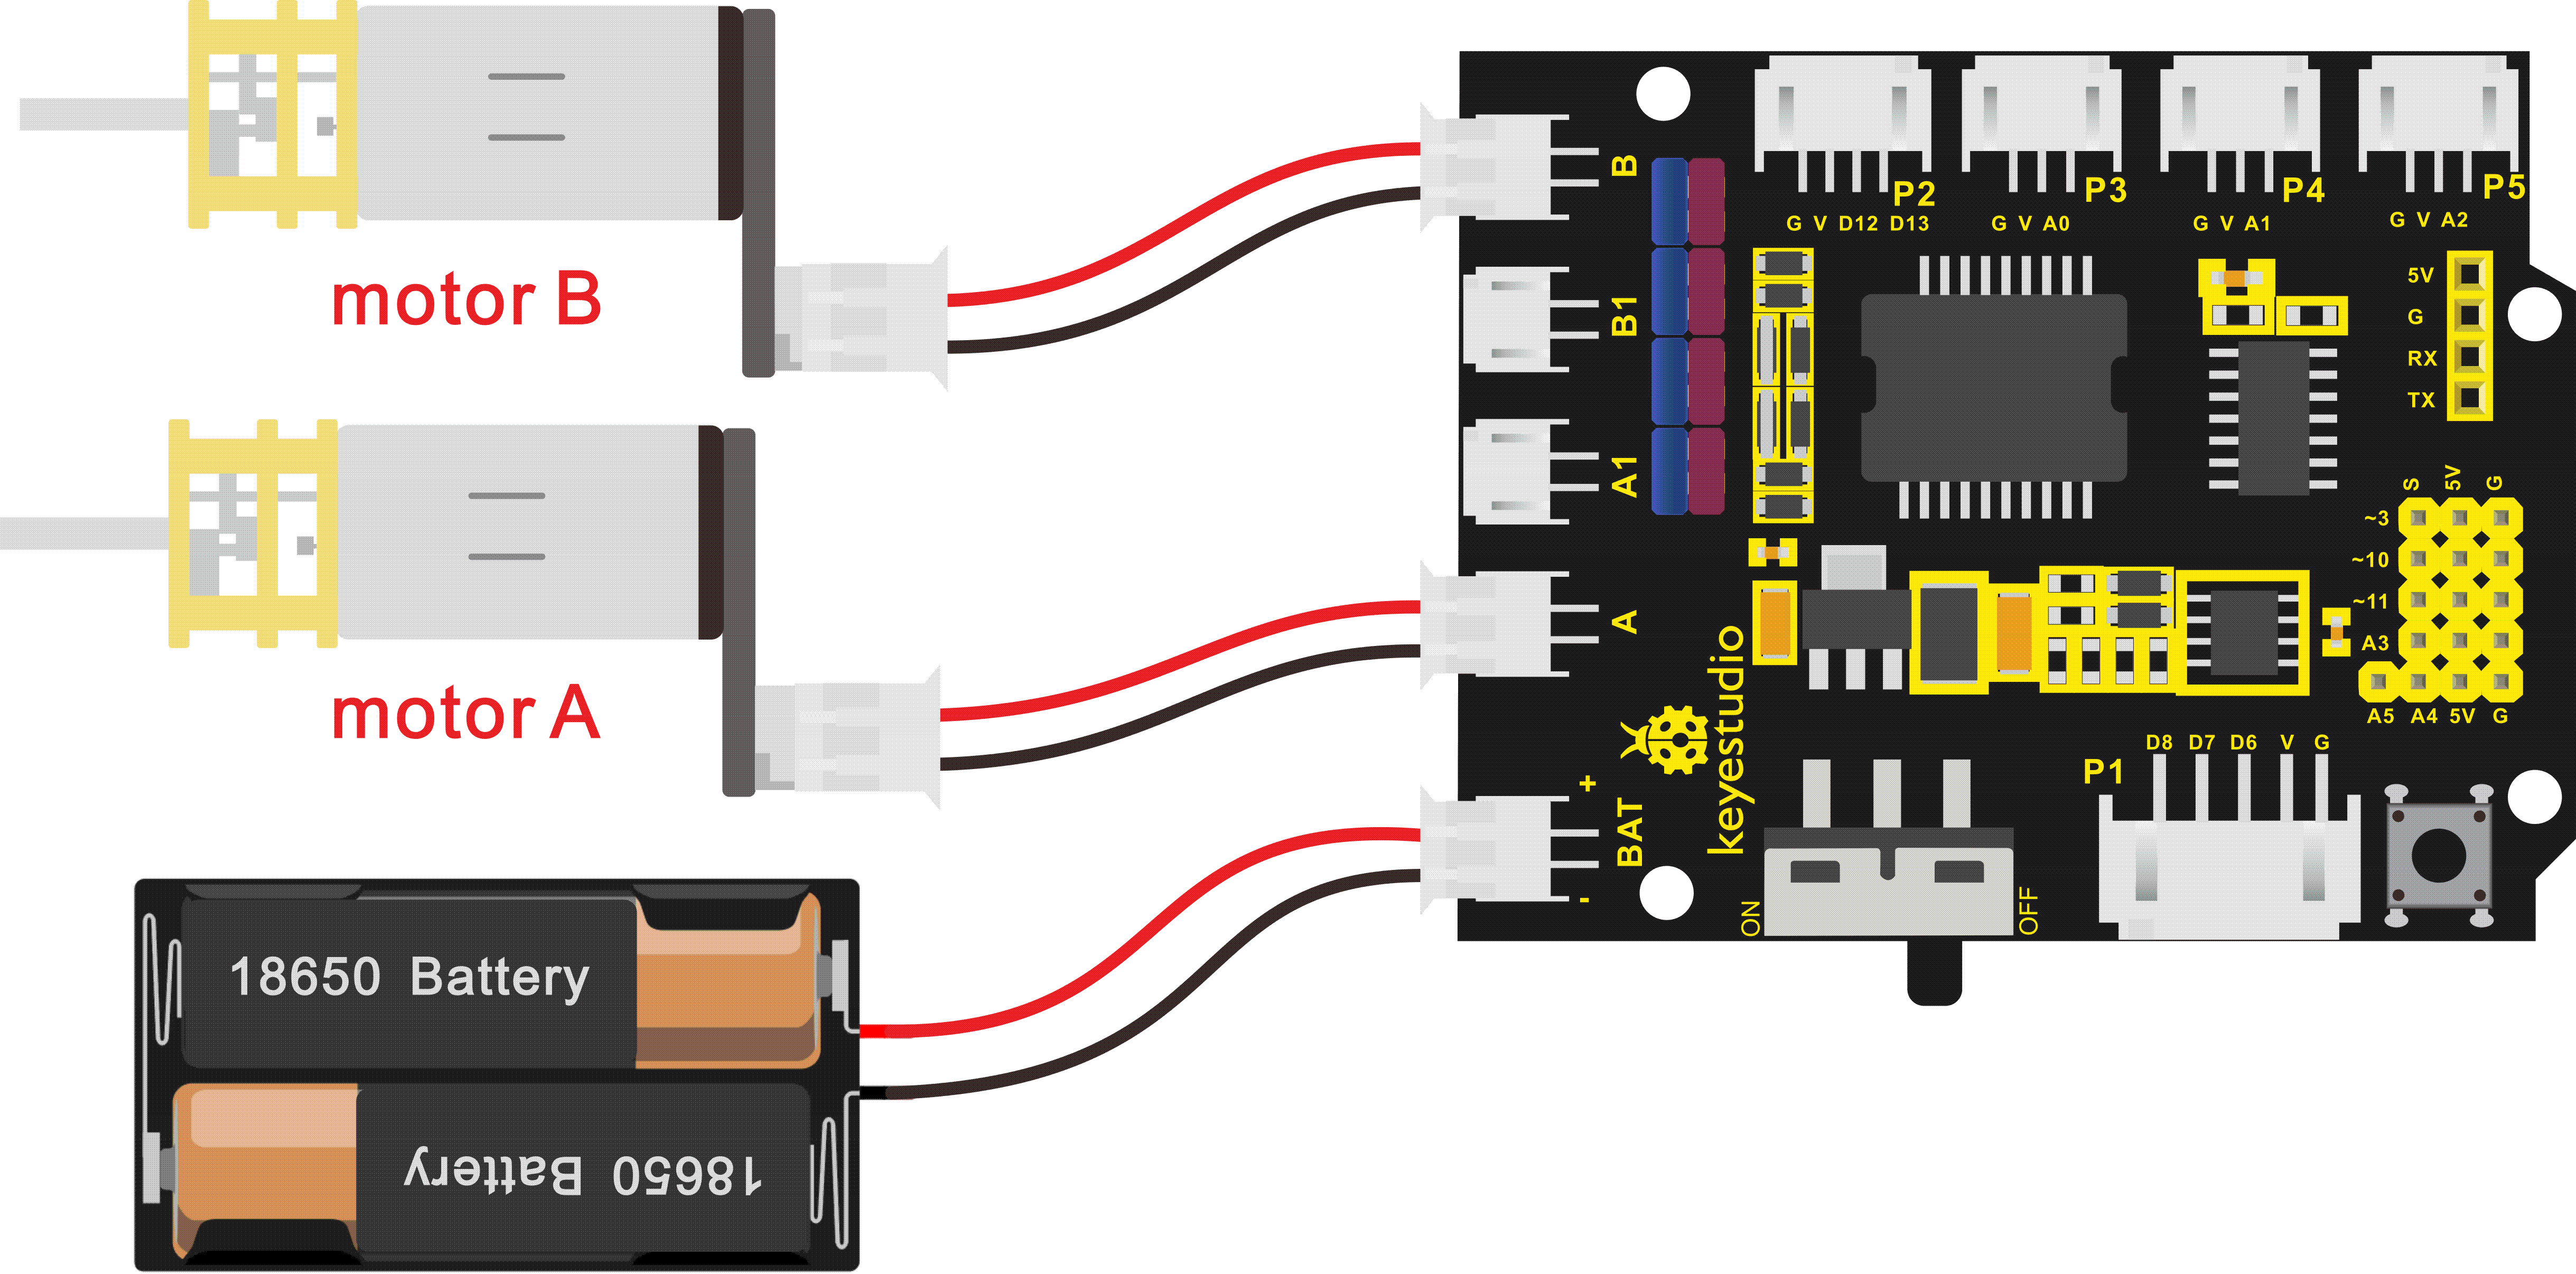 motor B
motor A
18650 Battery
18650 Battery
B
B1
A1
A
+
BAT
-
keyestudio
P2
G V D12 D13
P3
G V A0
P4
G V A1
P5
G V A2
5V
G
RX
TX
S 5V G
~3
~10
~11
A3
A5 A4 5V G
D8 D7 D6 V G
P1
ON
OFF